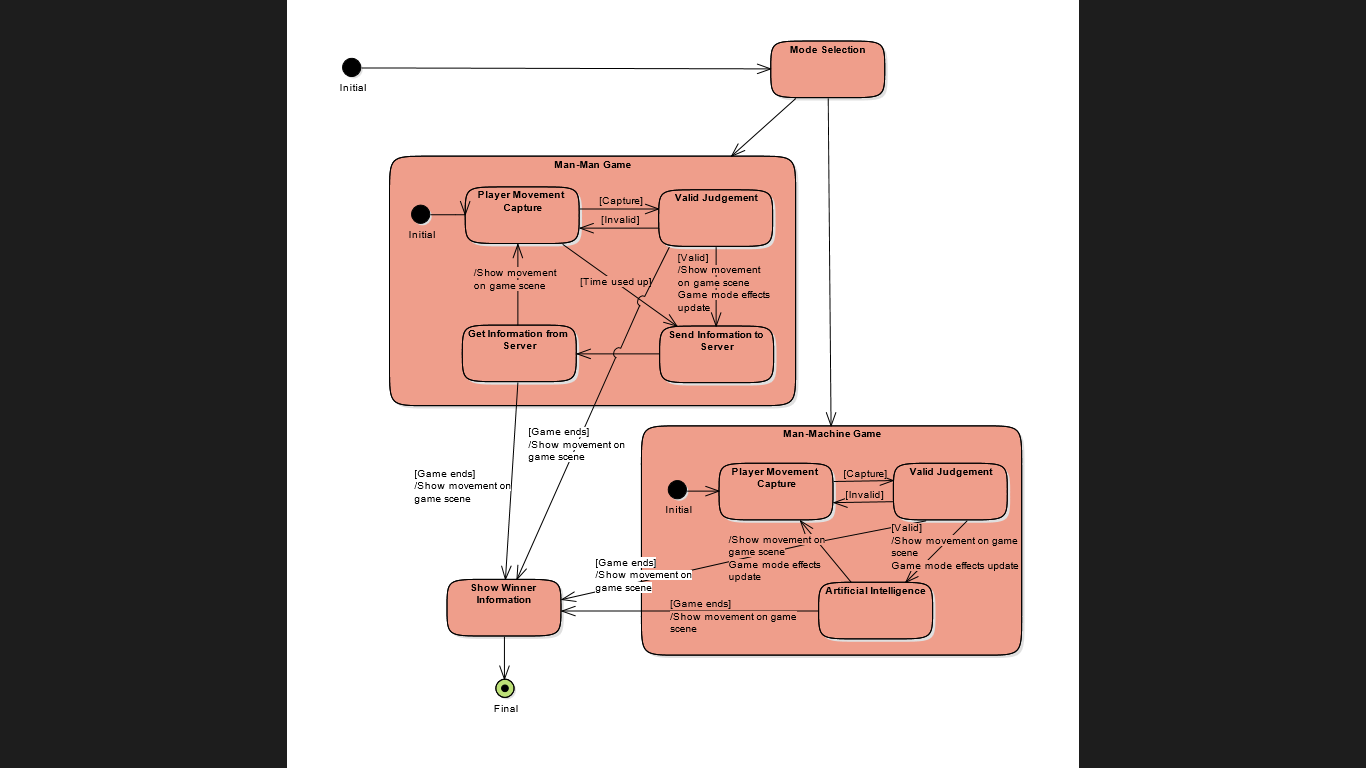 Mode Selection
Initial
Man-Man Game
Player Movement
Capture
[Capture]
Valid Judgement
[Invalid]
Initial
[Valid]
/Show movement
on game scene
Game mode effects
update
/Show movement
on game scene
[Time used up]
Get Information from
Server
Send Information to
Server
[Game ends]
/Show movement on
game scene
[Game ends]
/Show movement on
game scene
Man-Machine Game
Player Movement
Capture
[Capture]
Valid Judgement
[Invalid]
Initial
[Valid]
/Show movement on game
scene
Game mode effects update
/Show movement on
game scene
Game mode effects
update
[Game ends]
/Show movement on
game scene
Artificial Intelligence
[Game ends]
/Show movement on game
scene
Show Winner
Information
Final